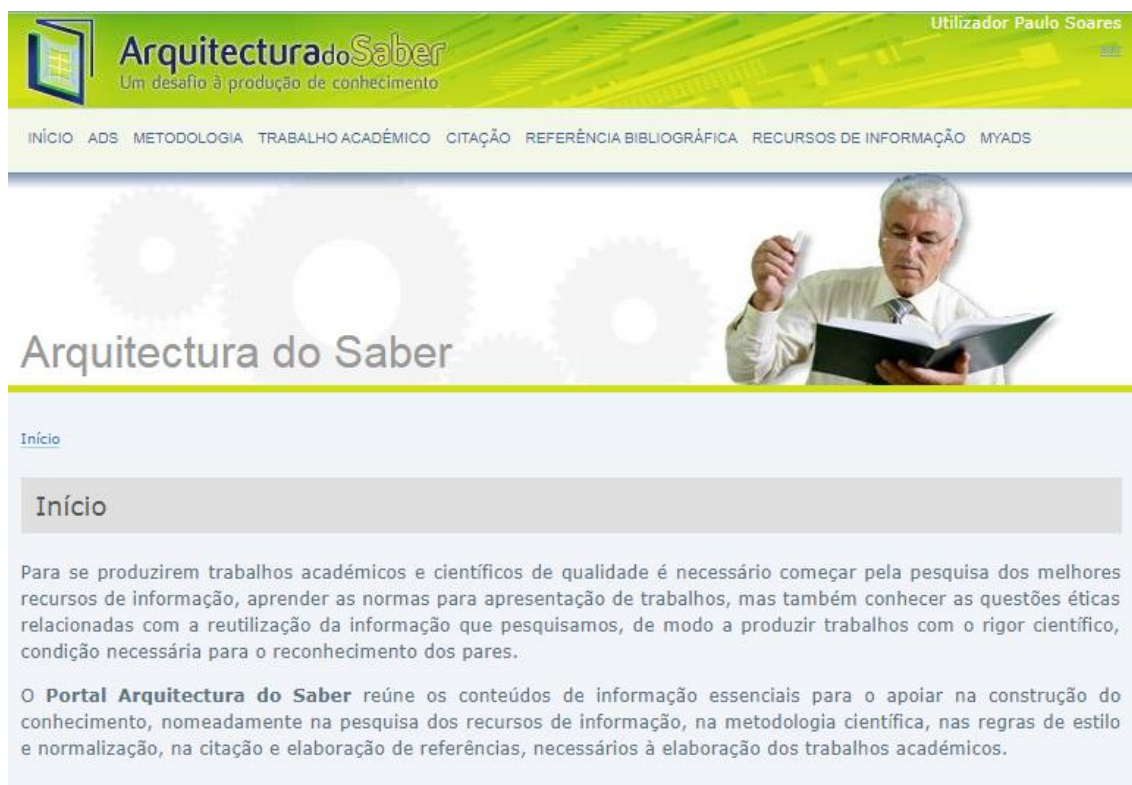 Utilizador Paulo Soares
sair
ArquitecturadoSaber
Um desafio à produção de conhecimento
INÍCIO ADS METODOLOGIA TRABALHO ACADÉMICO CITAÇÃO REFERÊNCIA BIBLIOGRÁFICA RECURSOS DE INFORMAÇÃO MYADS
Arquitectura do Saber
Início
Início
Para se produzirem trabalhos académicos e científicos de qualidade é necessário começar pela pesquisa dos melhores
recursos de informação, aprender as normas para apresentação de trabalhos, mas também conhecer as questões éticas
relacionadas com a reutilização da informação que pesquisamos, de modo a produzir trabalhos com o rigor científico,
condição necessária para o reconhecimento dos pares.
O Portal Arquitectura do Saber reúne os conteúdos de informação essenciais para o apoiar na construção do
conhecimento, nomeadamente na pesquisa dos recursos de informação, na metodologia científica, nas regras de estilo
e normalização, na citação e elaboração de referências, necessários à elaboração dos trabalhos académicos.